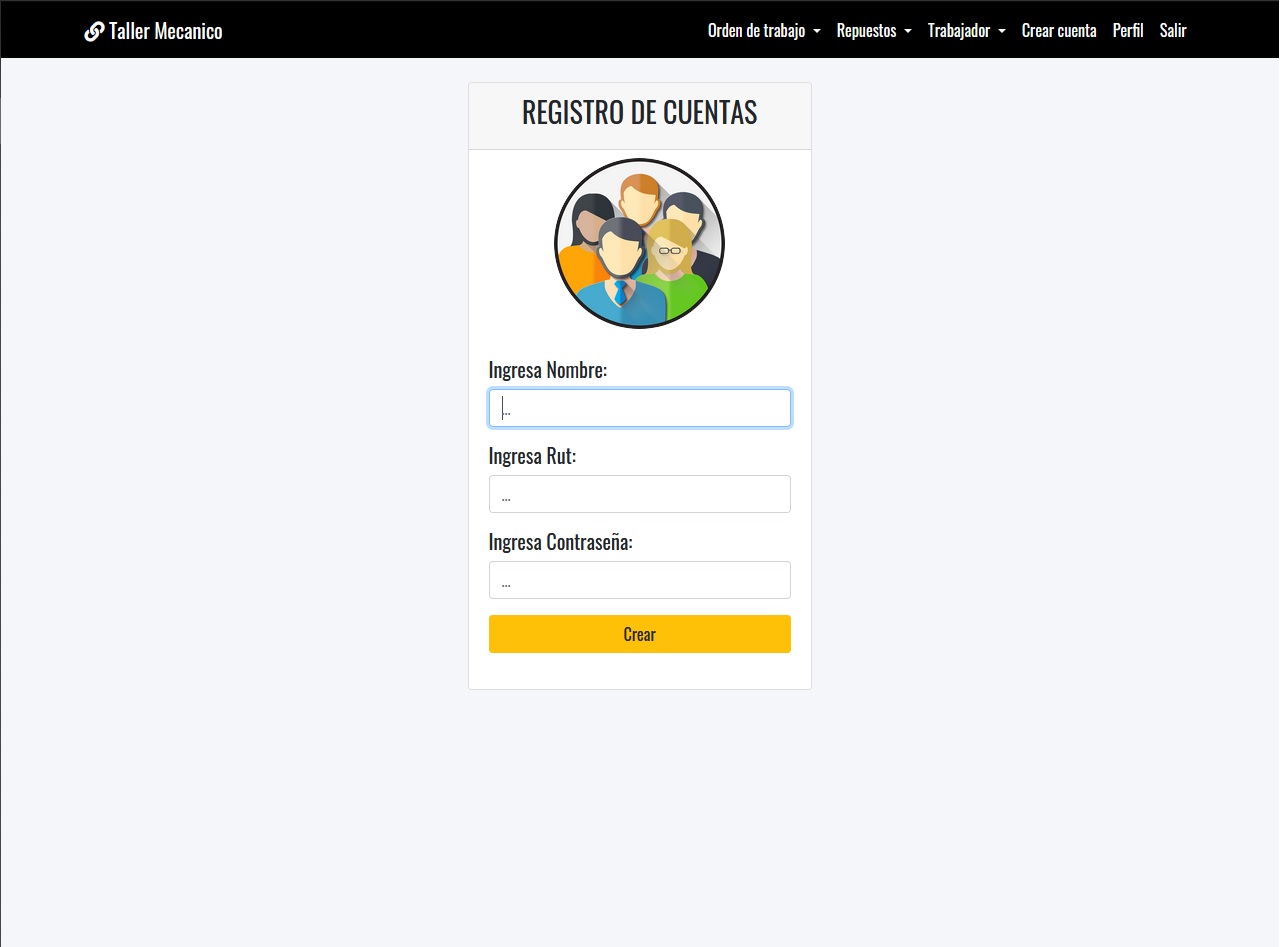 Taller Mecanico
Orden de trabajo Repuestos Trabajador Crear cuenta Perfil Salir
REGISTRO DE CUENTAS
Ingresa Nombre:
...
Ingresa Rut:
...
Ingresa Contraseña:
...
Crear